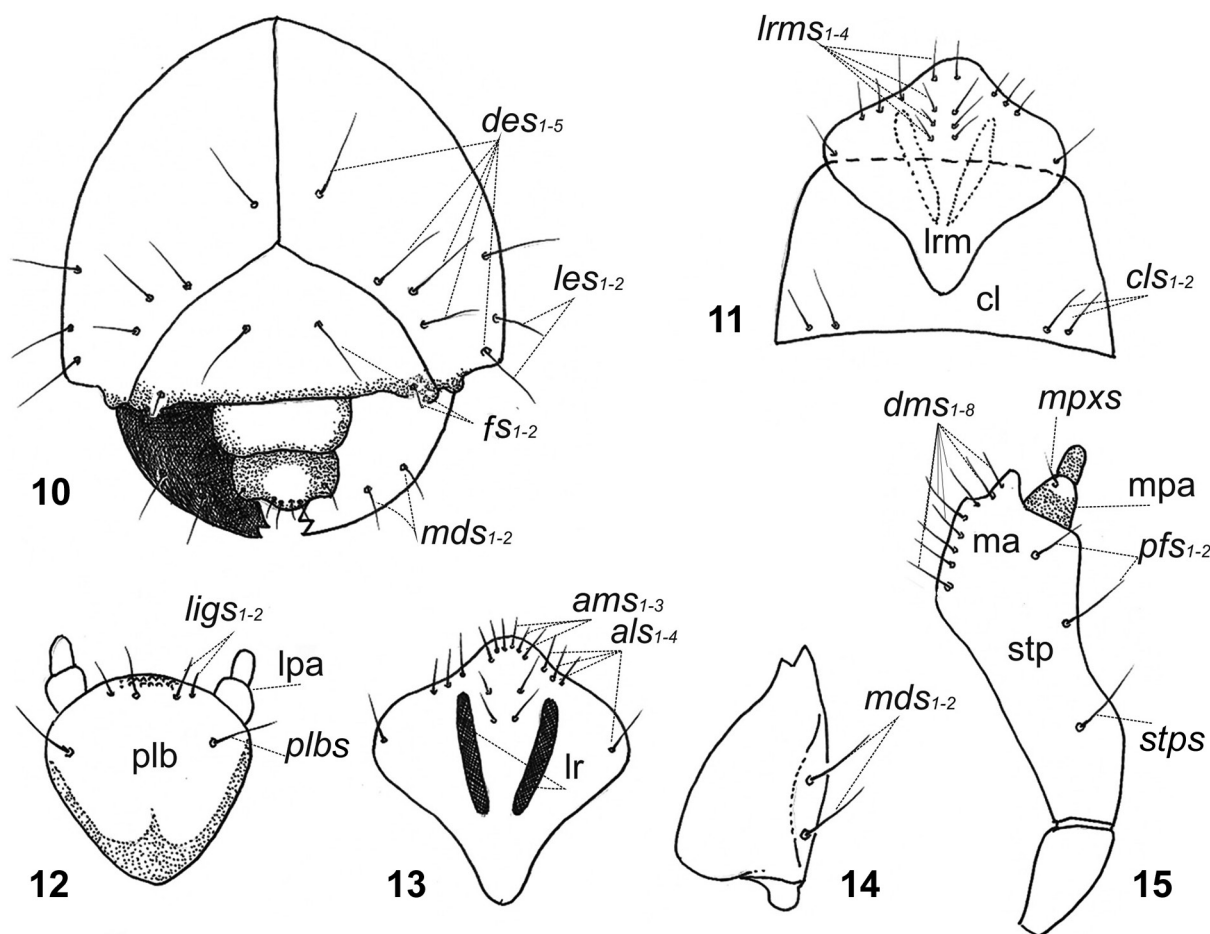 des1-5
les1-2
fs1-2
mds1-2
10
lrms1-4
lrm
cl
cls1-2
11
ligs1-2
lpa
plb
plbs
12
ams1-3
als1-4
lr
13
mds1-2
14
dms1-8
mpxs
mpa
ma
pfs1-2
stp
stps
15